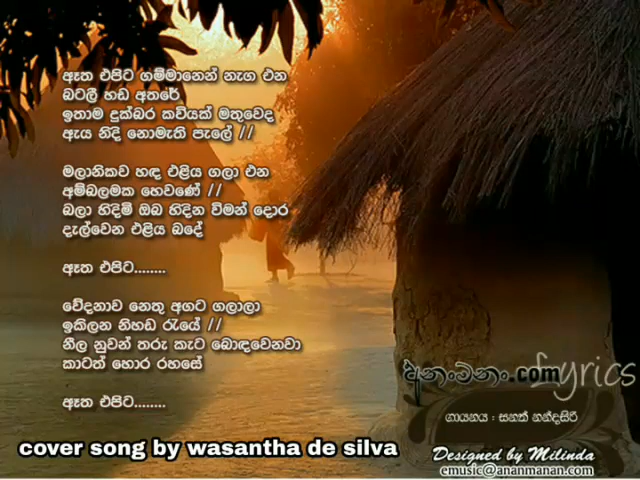 ඈත එපිට ගම්මානෙන් නැග එන
බටලී හඩ අතරේ
ඉතාම දුක්බර කවියක් මතුවෙද
ඇය නිදි නොමැති පැලේ //
මලානිකව හඳ එළිය ගලා එන
අම්බලමක හෙවණේ //
බලා හිදිමි ඔබ හිදින විමන් දොර
දැල්වෙන එළිය බදේ
ඈත එපිට........
වේදනාව නෙතු අගට ගලාලා
ඉකිලන නිහඩ රැයේ //
නීල නුවන් තරු කැට බොඳවෙනවා
කාටත් හොර රහසේ
ඈත එපිට........
අනංමනං.com Lyrics
ගායනය : සනත් නන්දසිරි
cover song by wasantha de silva
Designed by Milinda
emusic@ananmanan.com